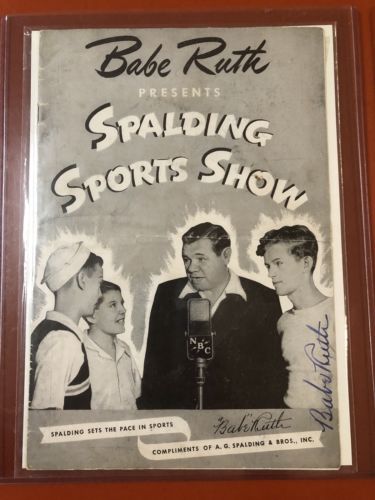 Babe Ruth
PRESENTS
SPALDING
SPORTS SHOW
NBC
"Babe" Ruth
Babe Ruth
SPALDING SETS THE PACE IN SPORTS
COMPLIMENTS OF A. G. SPALDING & BROS., INC.